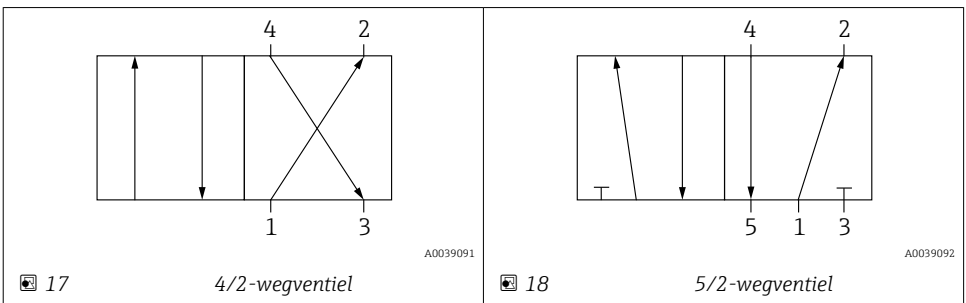 4 2
1 3
A0039091
17 4/2-wegventiel
4 2
5 1 3
A0039092
18 5/2-wegventiel